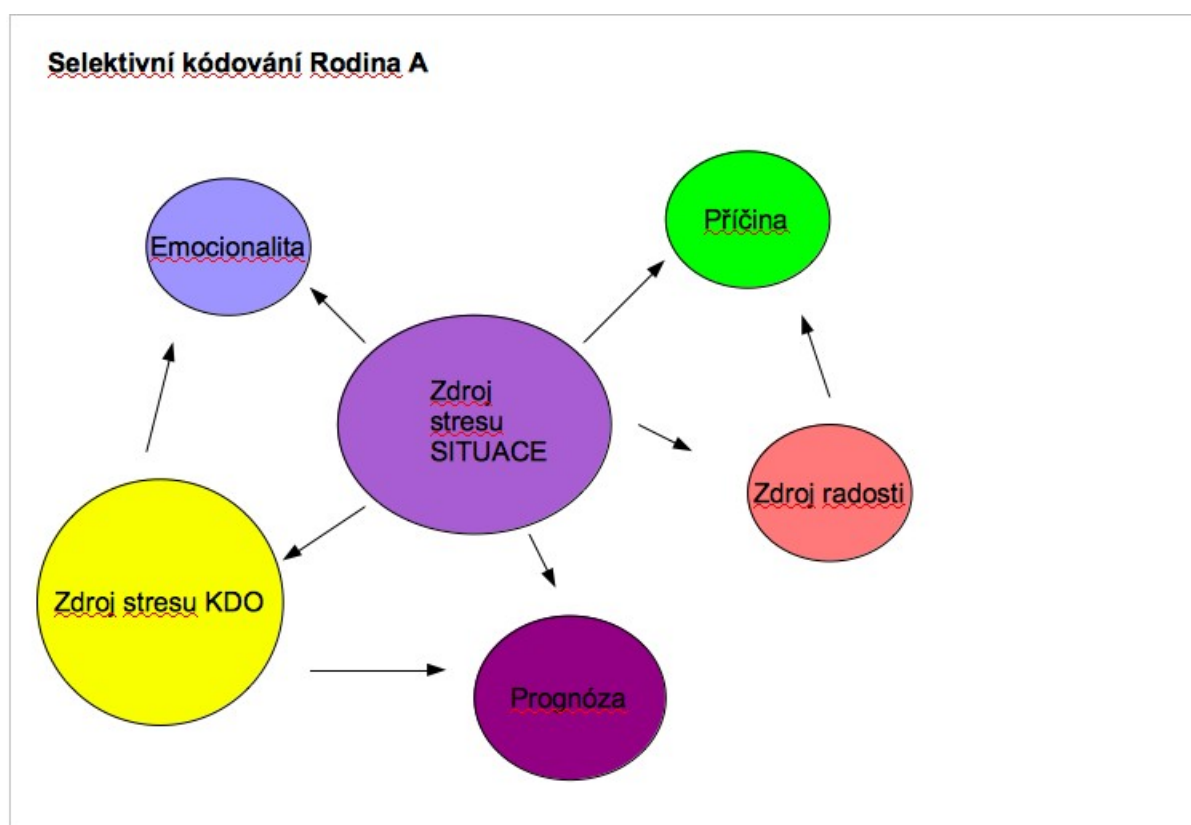 Selektivní kódování Rodina A
Příčina
Emocionalita
Zdroj
stresu
SITUACE
Zdroj radosti
Zdroj stresu KDO
Prognóza